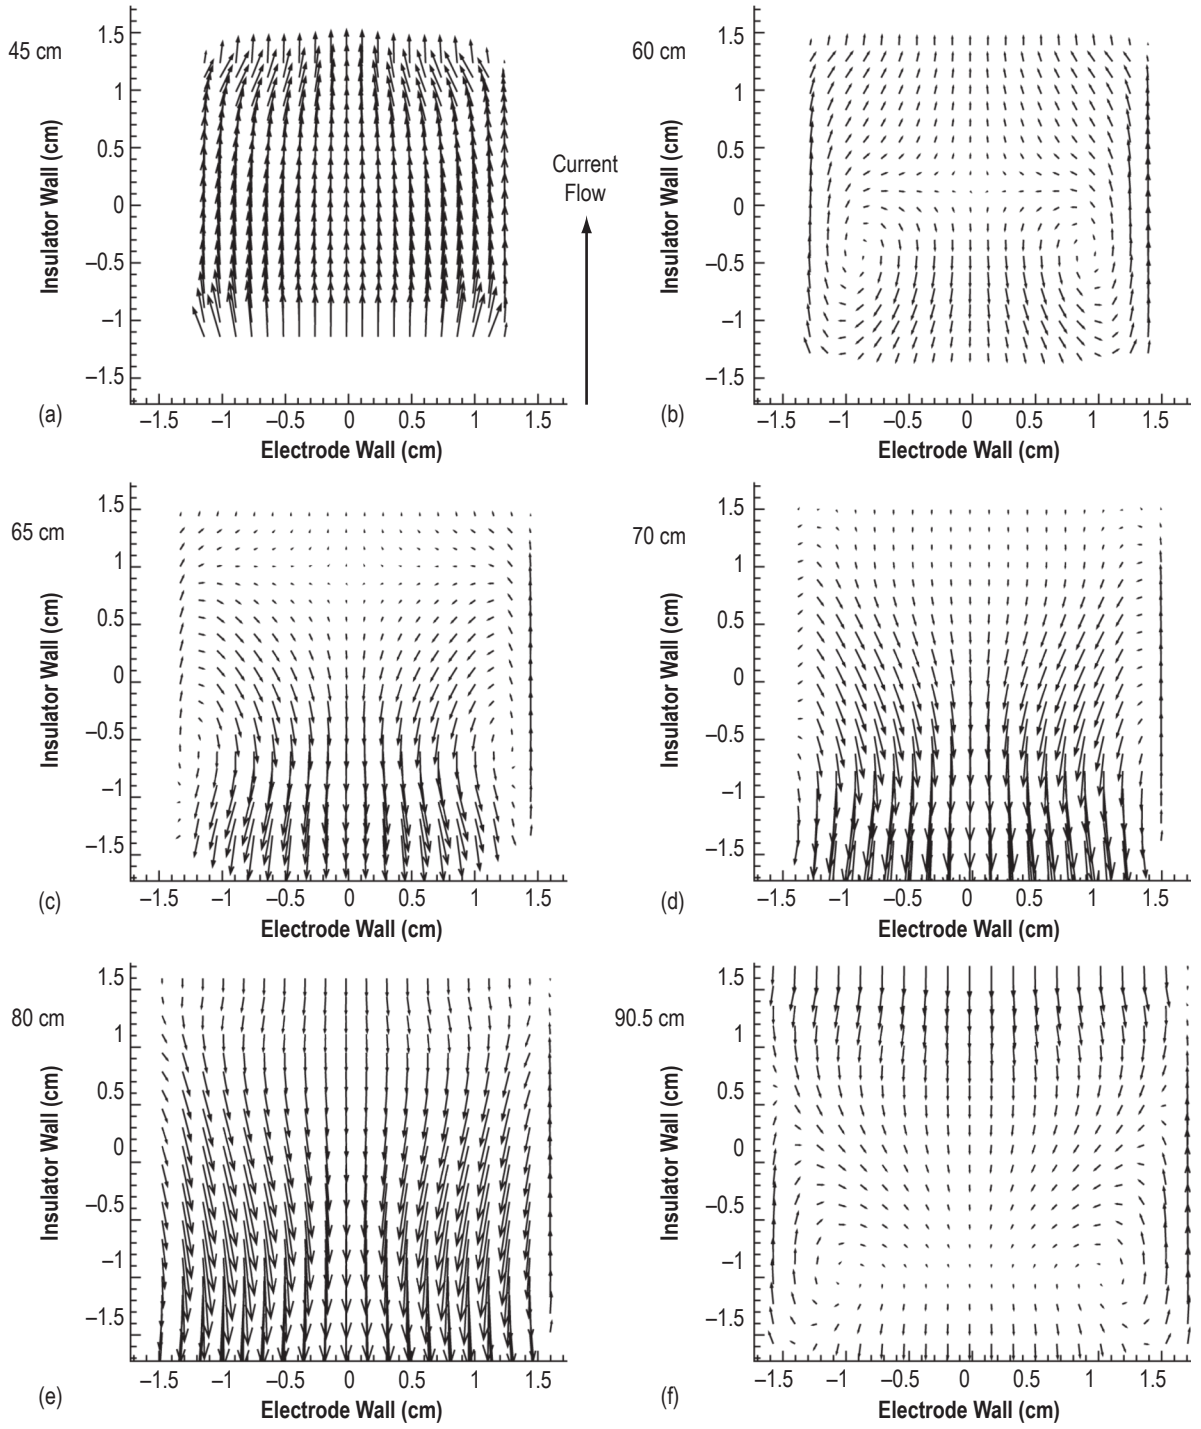 45 cm
1.5
1
0.5
0
–0.5
–1
–1.5
Insulator Wall (cm)
–1.5 –1 –0.5 0 0.5 1 1.5
Electrode Wall (cm)
(a)
Current
Flow
60 cm
1.5
1
0.5
0
–0.5
–1
–1.5
Insulator Wall (cm)
–1.5 –1 –0.5 0 0.5 1 1.5
Electrode Wall (cm)
(b)
65 cm
1.5
1
0.5
0
–0.5
–1
–1.5
Insulator Wall (cm)
–1.5 –1 –0.5 0 0.5 1 1.5
Electrode Wall (cm)
(c)
70 cm
1.5
1
0.5
0
–0.5
–1
–1.5
Insulator Wall (cm)
–1.5 –1 –0.5 0 0.5 1 1.5
Electrode Wall (cm)
(d)
80 cm
1.5
1
0.5
0
–0.5
–1
–1.5
Insulator Wall (cm)
–1.5 –1 –0.5 0 0.5 1 1.5
Electrode Wall (cm)
(e)
90.5 cm
1.5
1
0.5
0
–0.5
–1
–1.5
Insulator Wall (cm)
–1.5 –1 –0.5 0 0.5 1 1.5
Electrode Wall (cm)
(f)